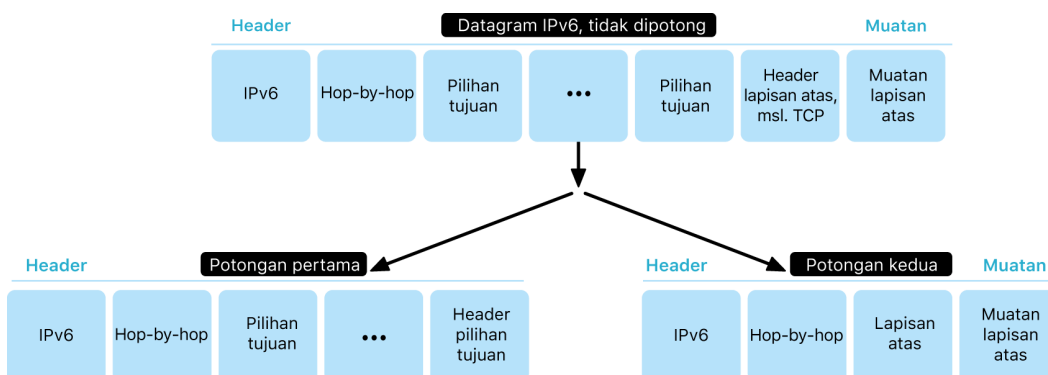 Header Datagram IPv6, tidak dipotong Muatan
IPv6
Hop-by-hop
Pilihan
tujuan
•••
Pilihan
tujuan
Header
lapisan atas,
msl. TCP
Muatan
lapisan
atas
Header Potongan pertama
IPv6
Hop-by-hop
Pilihan
tujuan
•••
Header
pilihan
tujuan
Header Potongan kedua Muatan
IPv6
Hop-by-hop
Lapisan
atas
Muatan
lapisan
atas